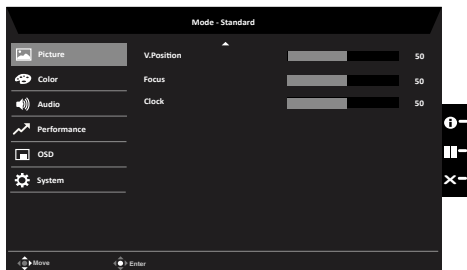 Mode - Standard
Picture
V.Position 50
Color
Focus 50
Audio
Clock 50
Performance
OSD
System
Move Enter